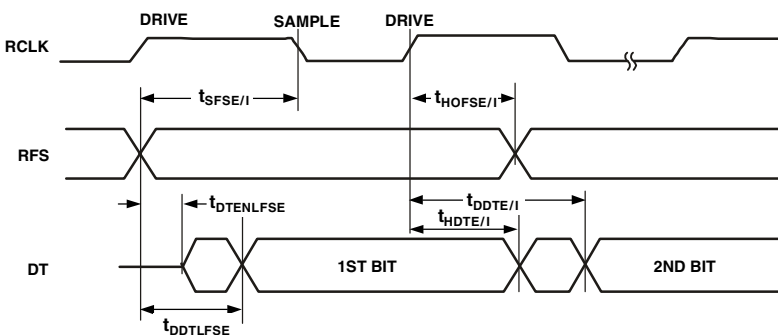 DRIVE SAMPLE DRIVE
RCLK
tSFSE/I tHOFSE/I
RFS
tDTENLFSE tDDTE/I
tHDTE/I
DT 1ST BIT 2ND BIT
tDDTLFSE